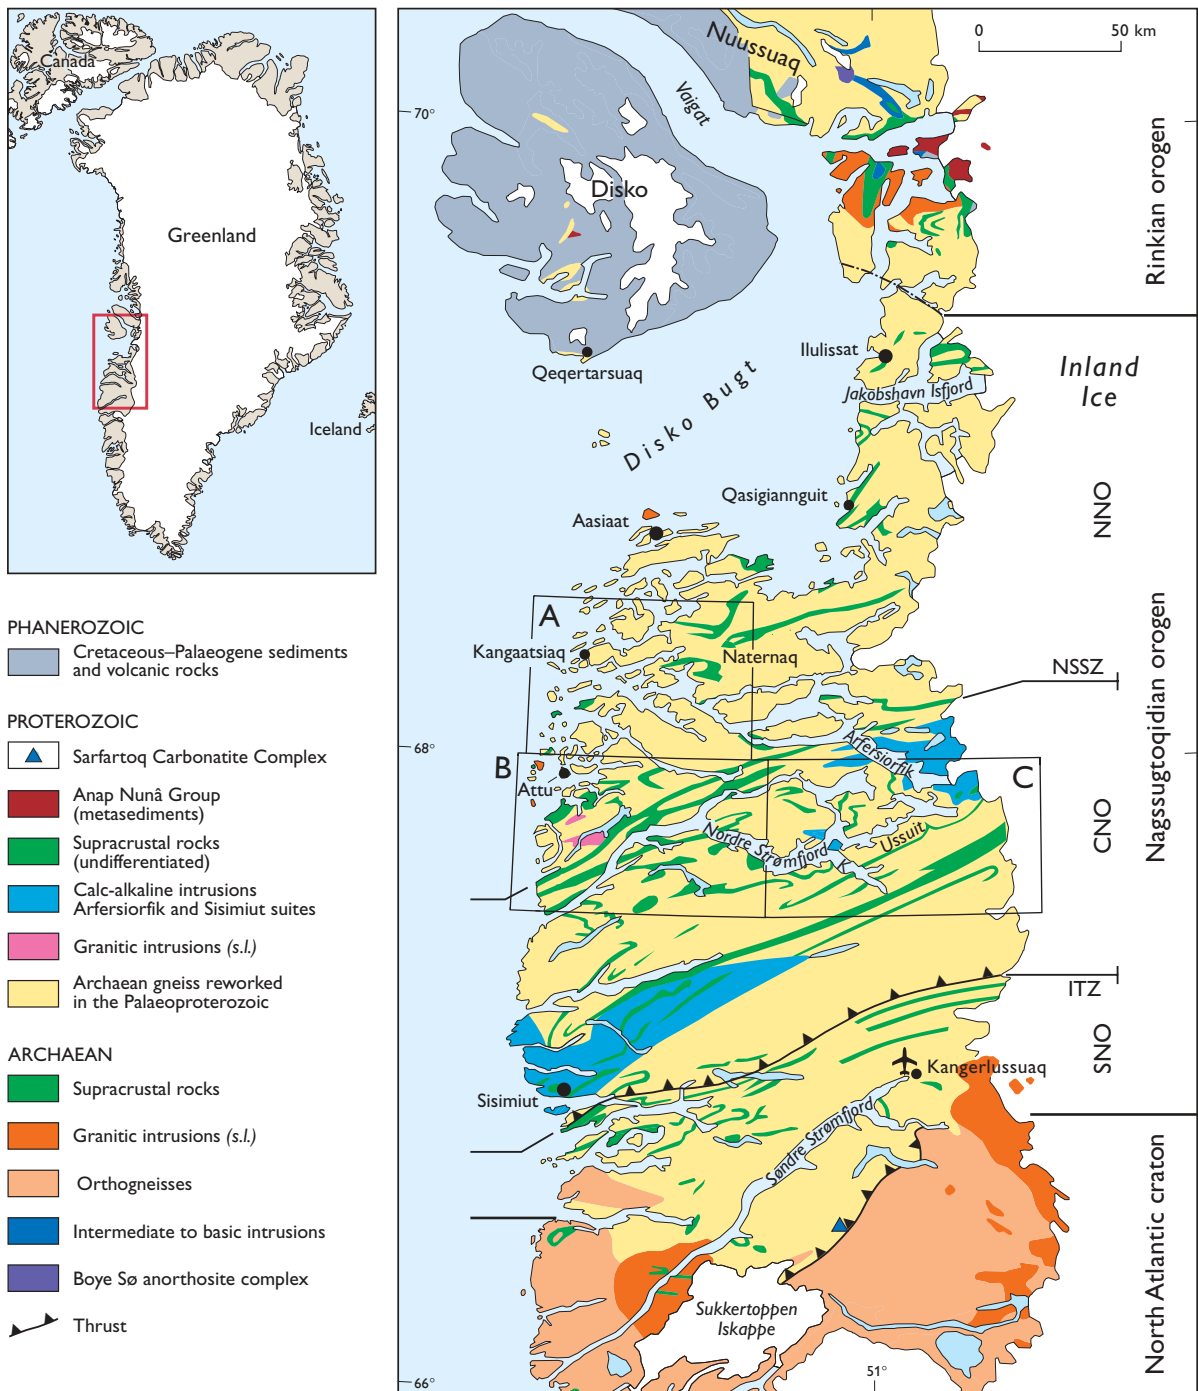 Canada
Greenland
Iceland
PHANEROZOIC
Cretaceous–Palaeogene sediments
and volcanic rocks
PROTEROZOIC
Sarfartoq Carbonatite Complex
Anap Nunâ Group
(metasediments)
Supracrustal rocks
(undifferentiated)
Calc-alkaline intrusions
Arfersiorfik and Sisimiut suites
Granitic intrusions (s.l.)
Archaean gneiss reworked
in the Palaeoproterozoic
ARCHAEAN
Supracrustal rocks
Granitic intrusions (s.l.)
Orthogneisses
Intermediate to basic intrusions
Boye Sø anorthosite complex
Thrust
0 50 km
70°
68°
66°
51°
Nuussuaq
Vaigat
Disko
Qeqertarsuaq
Disko Bugt
Ilulissat
Jakobshavn Isfjord
Inland
Ice
Qasigiannguit
Aasiaat
A
Kangaatsiaq
Naternaq
NSSZ
Arfersiorfik
B
Attu
C
Nordre Strømfjord
K
Ussuit
ITZ
Kangerlussuaq
Sisimiut
Søndre Strømfjord
Sukkertoppen
Iskappe
Rinkian orogen
NNO
CNO
SNO
Nagssugtoqidian orogen
North Atlantic craton